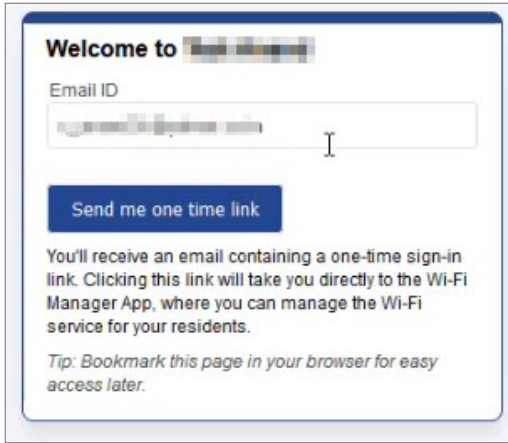 Welcome to
Email ID
Send me one time link
You'll receive an email containing a one-time sign-in
link. Clicking this link will take you directly to the Wi-Fi
Manager App, where you can manage the Wi-Fi
service for your residents.
Tip: Bookmark this page in your browser for easy
access later.